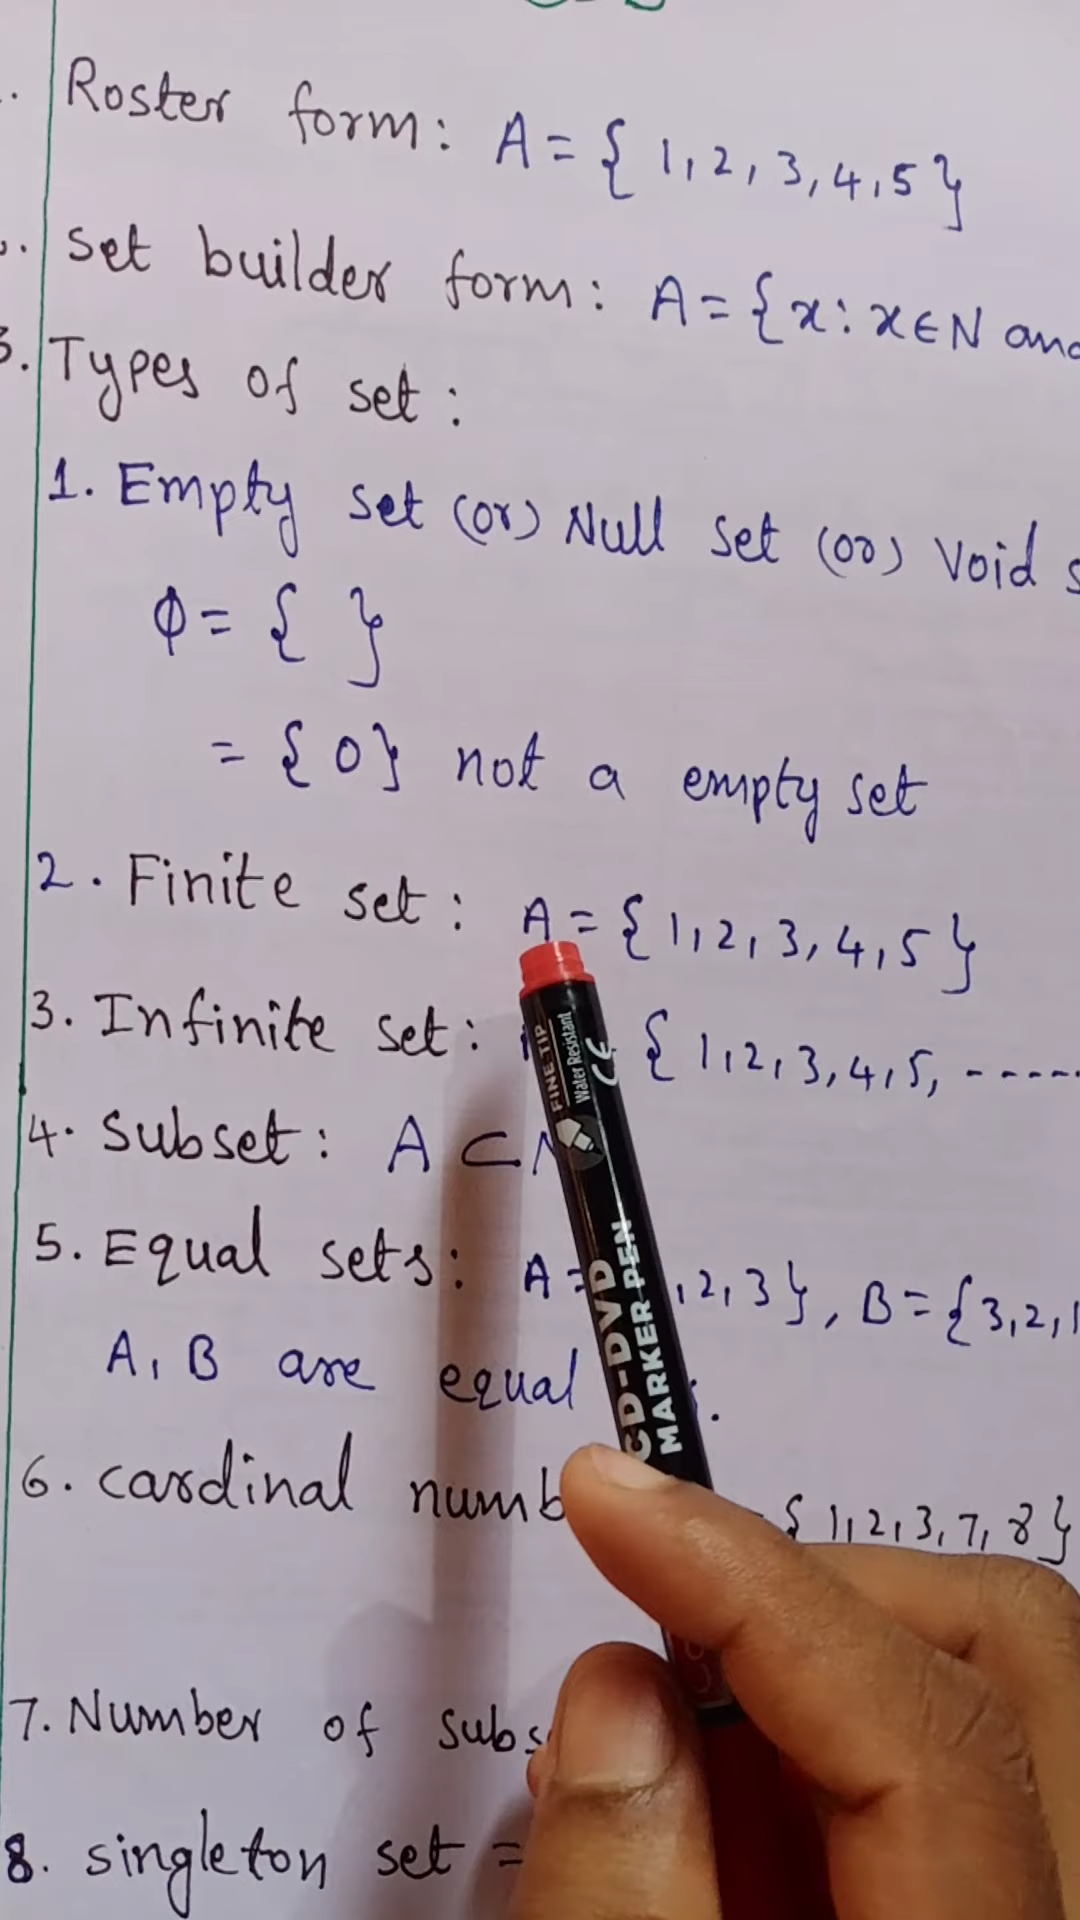 Roster form: A = { 1, 2, 3, 4, 5 }
Set builder form: A = {x : x∈N and
3. Types of set :
1. Empty set (or) Null set (or) Void
ϕ = { }
= { 0 } not a empty set
2. Finite set : A = { 1, 2, 3, 4, 5 }
3. Infinite set : { 1, 2, 3, 4, 5, -----
4. Subset : A ⊂ N
5. Equal sets : A = , 2, 3 } , B = { 3, 2, 1
A, B are equal .
6. Cardinal = { 1, 2, 3, 7, 8 }
7. Number of
8. singleton set =
FINE TIP
Water Resistant
CE
CD-DVD
MARKER PEN